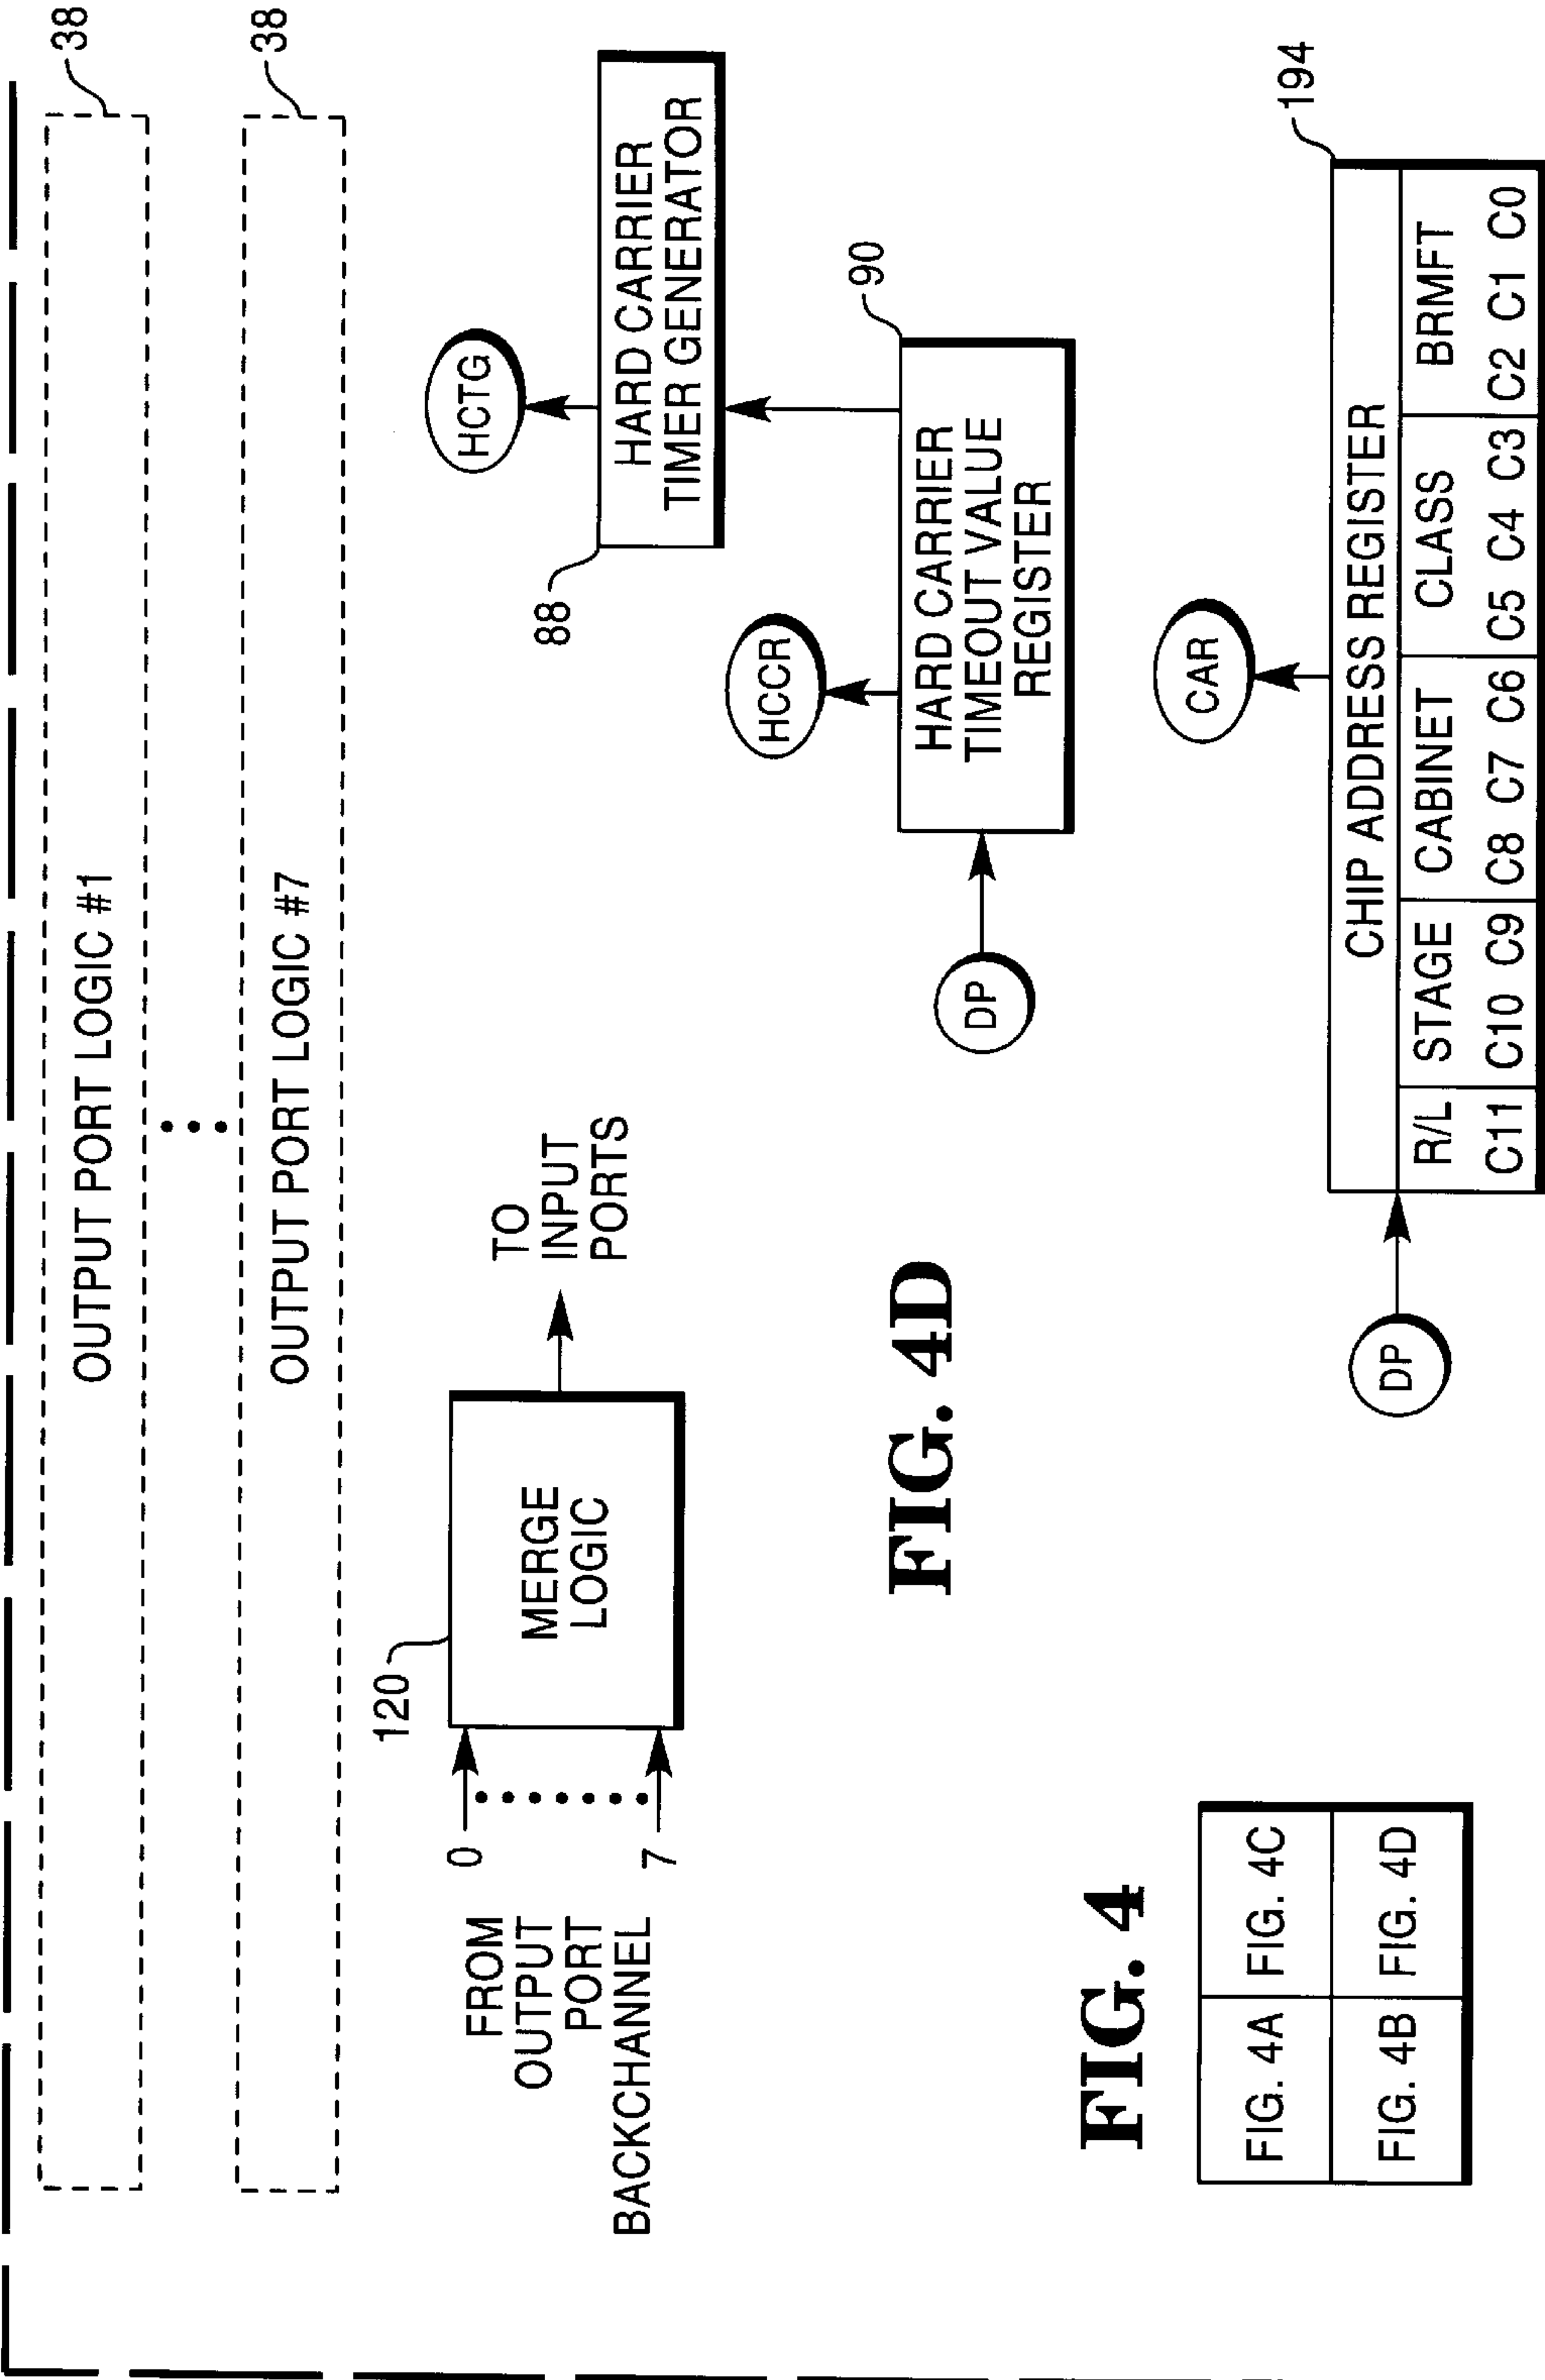 OUTPUT PORT LOGIC #1
38
OUTPUT PORT LOGIC #7
38
120
MERGE
LOGIC
0
7
FROM
OUTPUT
PORT
BACKCHANNEL
TO
INPUT
PORTS
HCTG
88
HARD CARRIER
TIMER GENERATOR
HCCR
90
HARD CARRIER
TIMEOUT VALUE
REGISTER
DP
FIG. 4D
CAR
194
CHIP ADDRESS REGISTER
R/L STAGE CABINET CLASS BRMFT
C11 C10 C9 C8 C7 C6 C5 C4 C3 C2 C1 C0
DP
FIG. 4
FIG. 4A FIG. 4C
FIG. 4B FIG. 4D